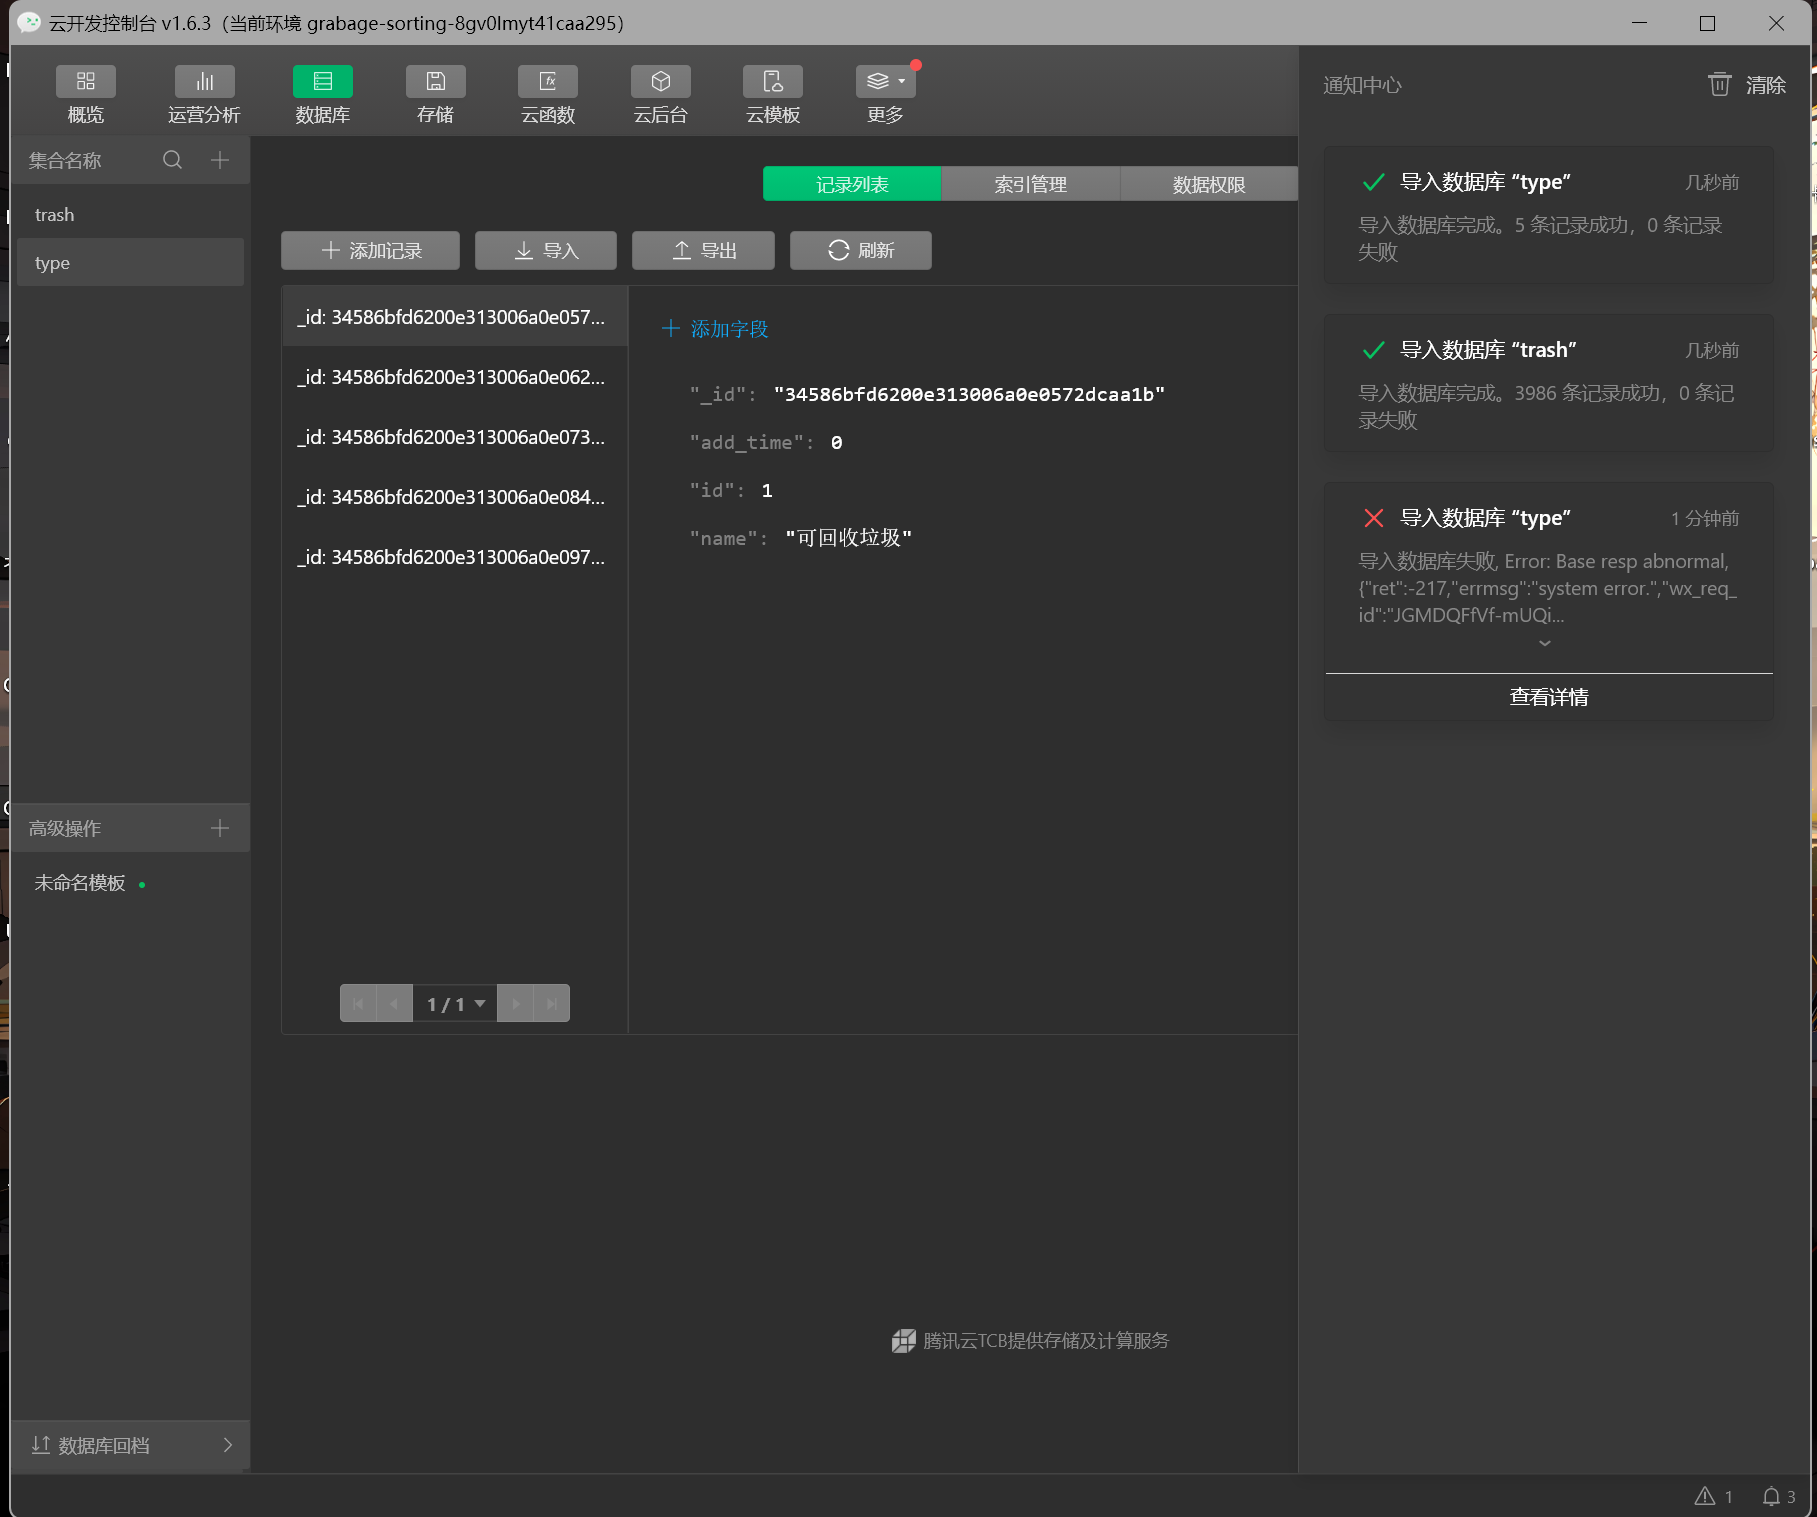 云开发控制台 v1.6.3（当前环境 grabage-sorting-8gv0lmyt41caa295）
概览
运营分析
数据库
存储
云函数
云后台
云模板
更多
集合名称
trash
type
记录列表
索引管理
数据权限
添加记录
导入
导出
刷新
_id: 34586bfd6200e313006a0e057...
_id: 34586bfd6200e313006a0e062...
_id: 34586bfd6200e313006a0e073...
_id: 34586bfd6200e313006a0e084...
_id: 34586bfd6200e313006a0e097...
1 / 1
添加字段
"_id": "34586bfd6200e313006a0e0572dcaa1b"
"add_time": 0
"id": 1
"name": "可回收垃圾"
高级操作
未命名模板
数据库回档
腾讯云TCB提供存储及计算服务
通知中心
清除
导入数据库 “type”
几秒前
导入数据库完成。5 条记录成功，0 条记录
失败
导入数据库 “trash”
几秒前
导入数据库完成。3986 条记录成功，0 条记
录失败
导入数据库 “type”
1 分钟前
导入数据库失败, Error: Base resp abnormal,
{"ret":-217,"errmsg":"system error.","wx_req_
id":"JGMDQFfVf-mUQi...
查看详情
1
3